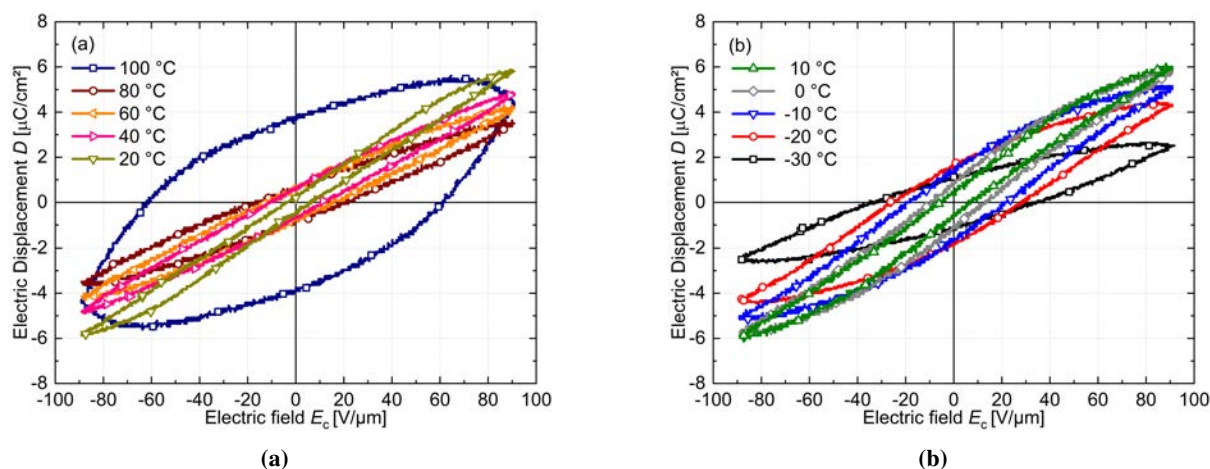 (a)
100 °C
80 °C
60 °C
40 °C
20 °C
Electric Displacement D [µC/cm²]
8
6
4
2
0
-2
-4
-6
-8
-100 -80 -60 -40 -20 0 20 40 60 80 100
Electric field Ec [V/µm]
(a)
(b)
10 °C
0 °C
-10 °C
-20 °C
-30 °C
Electric Displacement D [µC/cm²]
8
6
4
2
0
-2
-4
-6
-8
-100 -80 -60 -40 -20 0 20 40 60 80 100
Electric field Ec [V/µm]
(b)